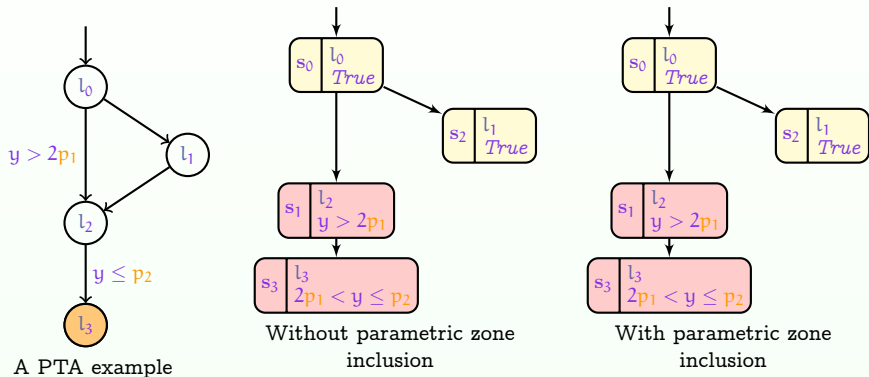 l₀
l₁
y > 2p₁
l₂
y ≤ p₂
l₃
A PTA example
s₀ l₀
True
s₂ l₁
True
s₁ l₂
y > 2p₁
s₃ l₃
2p₁ < y ≤ p₂
Without parametric zone
inclusion
s₀ l₀
True
s₂ l₁
True
s₁ l₂
y > 2p₁
s₃ l₃
2p₁ < y ≤ p₂
With parametric zone
inclusion